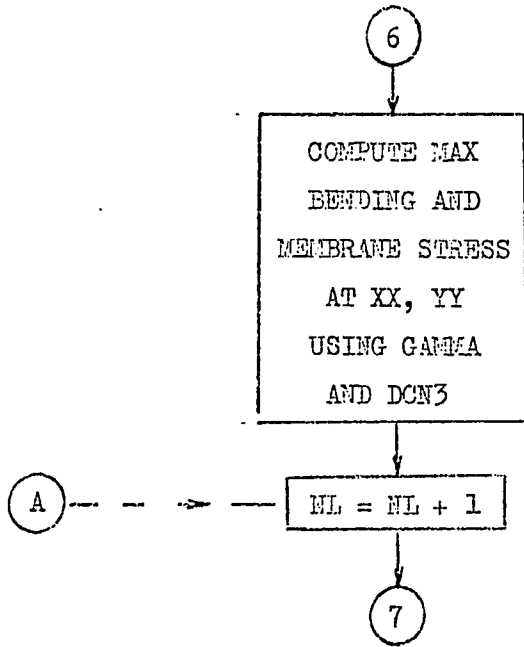 6
COMPUTE MAX
BENDING AND
MEMBRANE STRESS
AT XX, YY
USING GAMMA
AND DCN3
A
NL = NL + 1
7